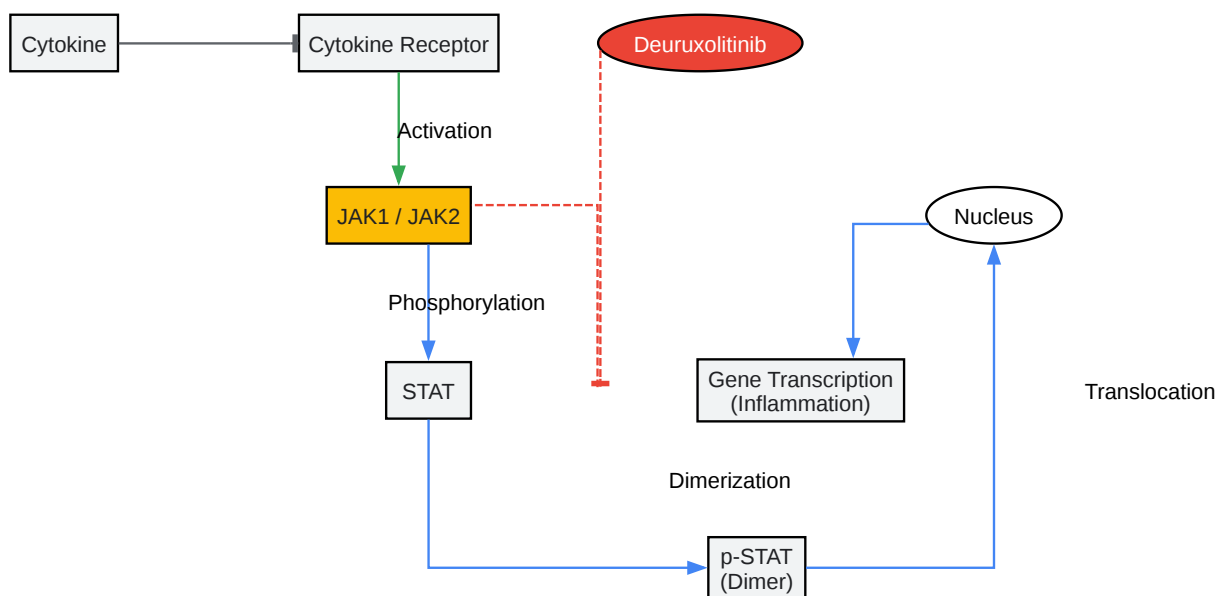 Cytokine
Cytokine Receptor
Deuruxolitinib
Activation
JAK1 / JAK2
Nucleus
Phosphorylation
STAT
Gene Transcription
(Inflammation)
Translocation
Dimerization
p-STAT
(Dimer)